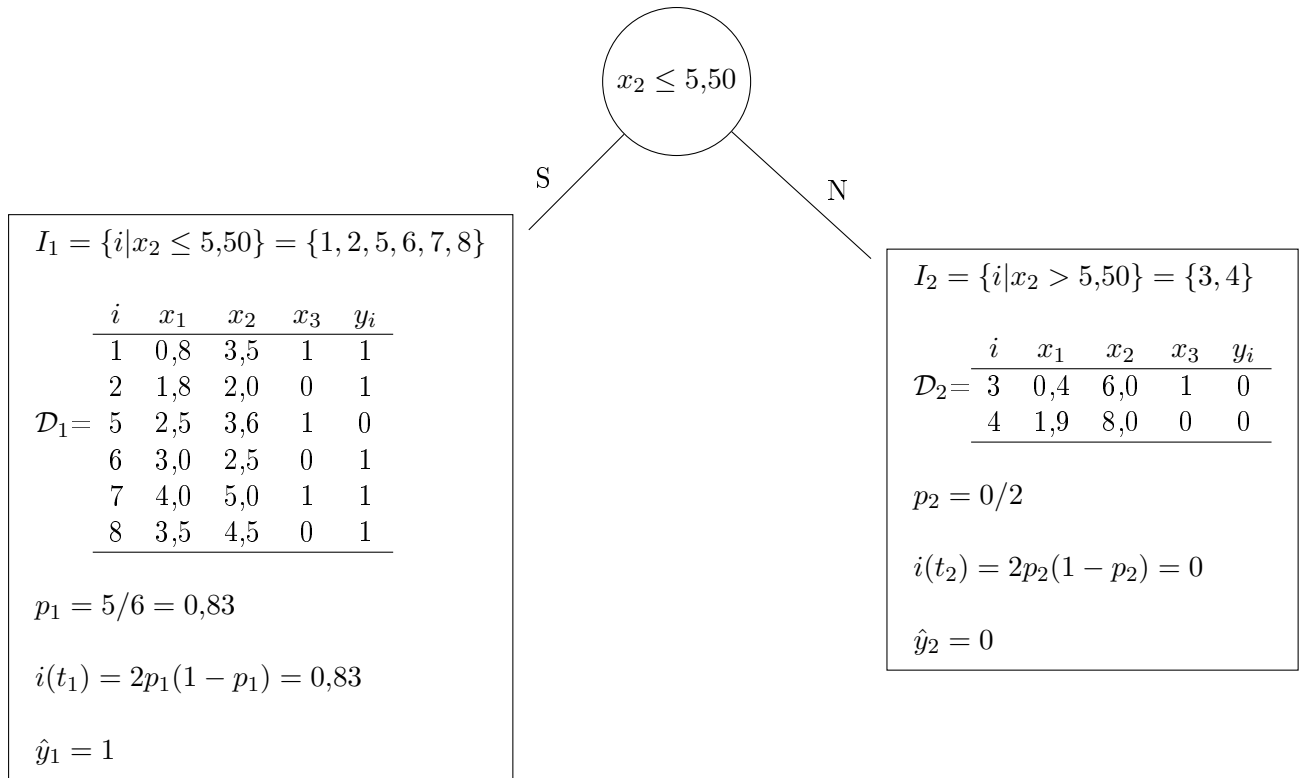 x₂ ≤ 5,50
S
N
I₁ = {i|x₂ ≤ 5,50} = {1, 2, 5, 6, 7, 8}
i x₁ x₂ x₃ yᵢ
1 0,8 3,5 1 1
2 1,8 2,0 0 1
𝒟₁= 5 2,5 3,6 1 0
6 3,0 2,5 0 1
7 4,0 5,0 1 1
8 3,5 4,5 0 1
p₁ = 5/6 = 0,83
i(t₁) = 2p₁(1 − p₁) = 0,83
ŷ₁ = 1
I₂ = {i|x₂ > 5,50} = {3, 4}
i x₁ x₂ x₃ yᵢ
𝒟₂= 3 0,4 6,0 1 0
4 1,9 8,0 0 0
p₂ = 0/2
i(t₂) = 2p₂(1 − p₂) = 0
ŷ₂ = 0